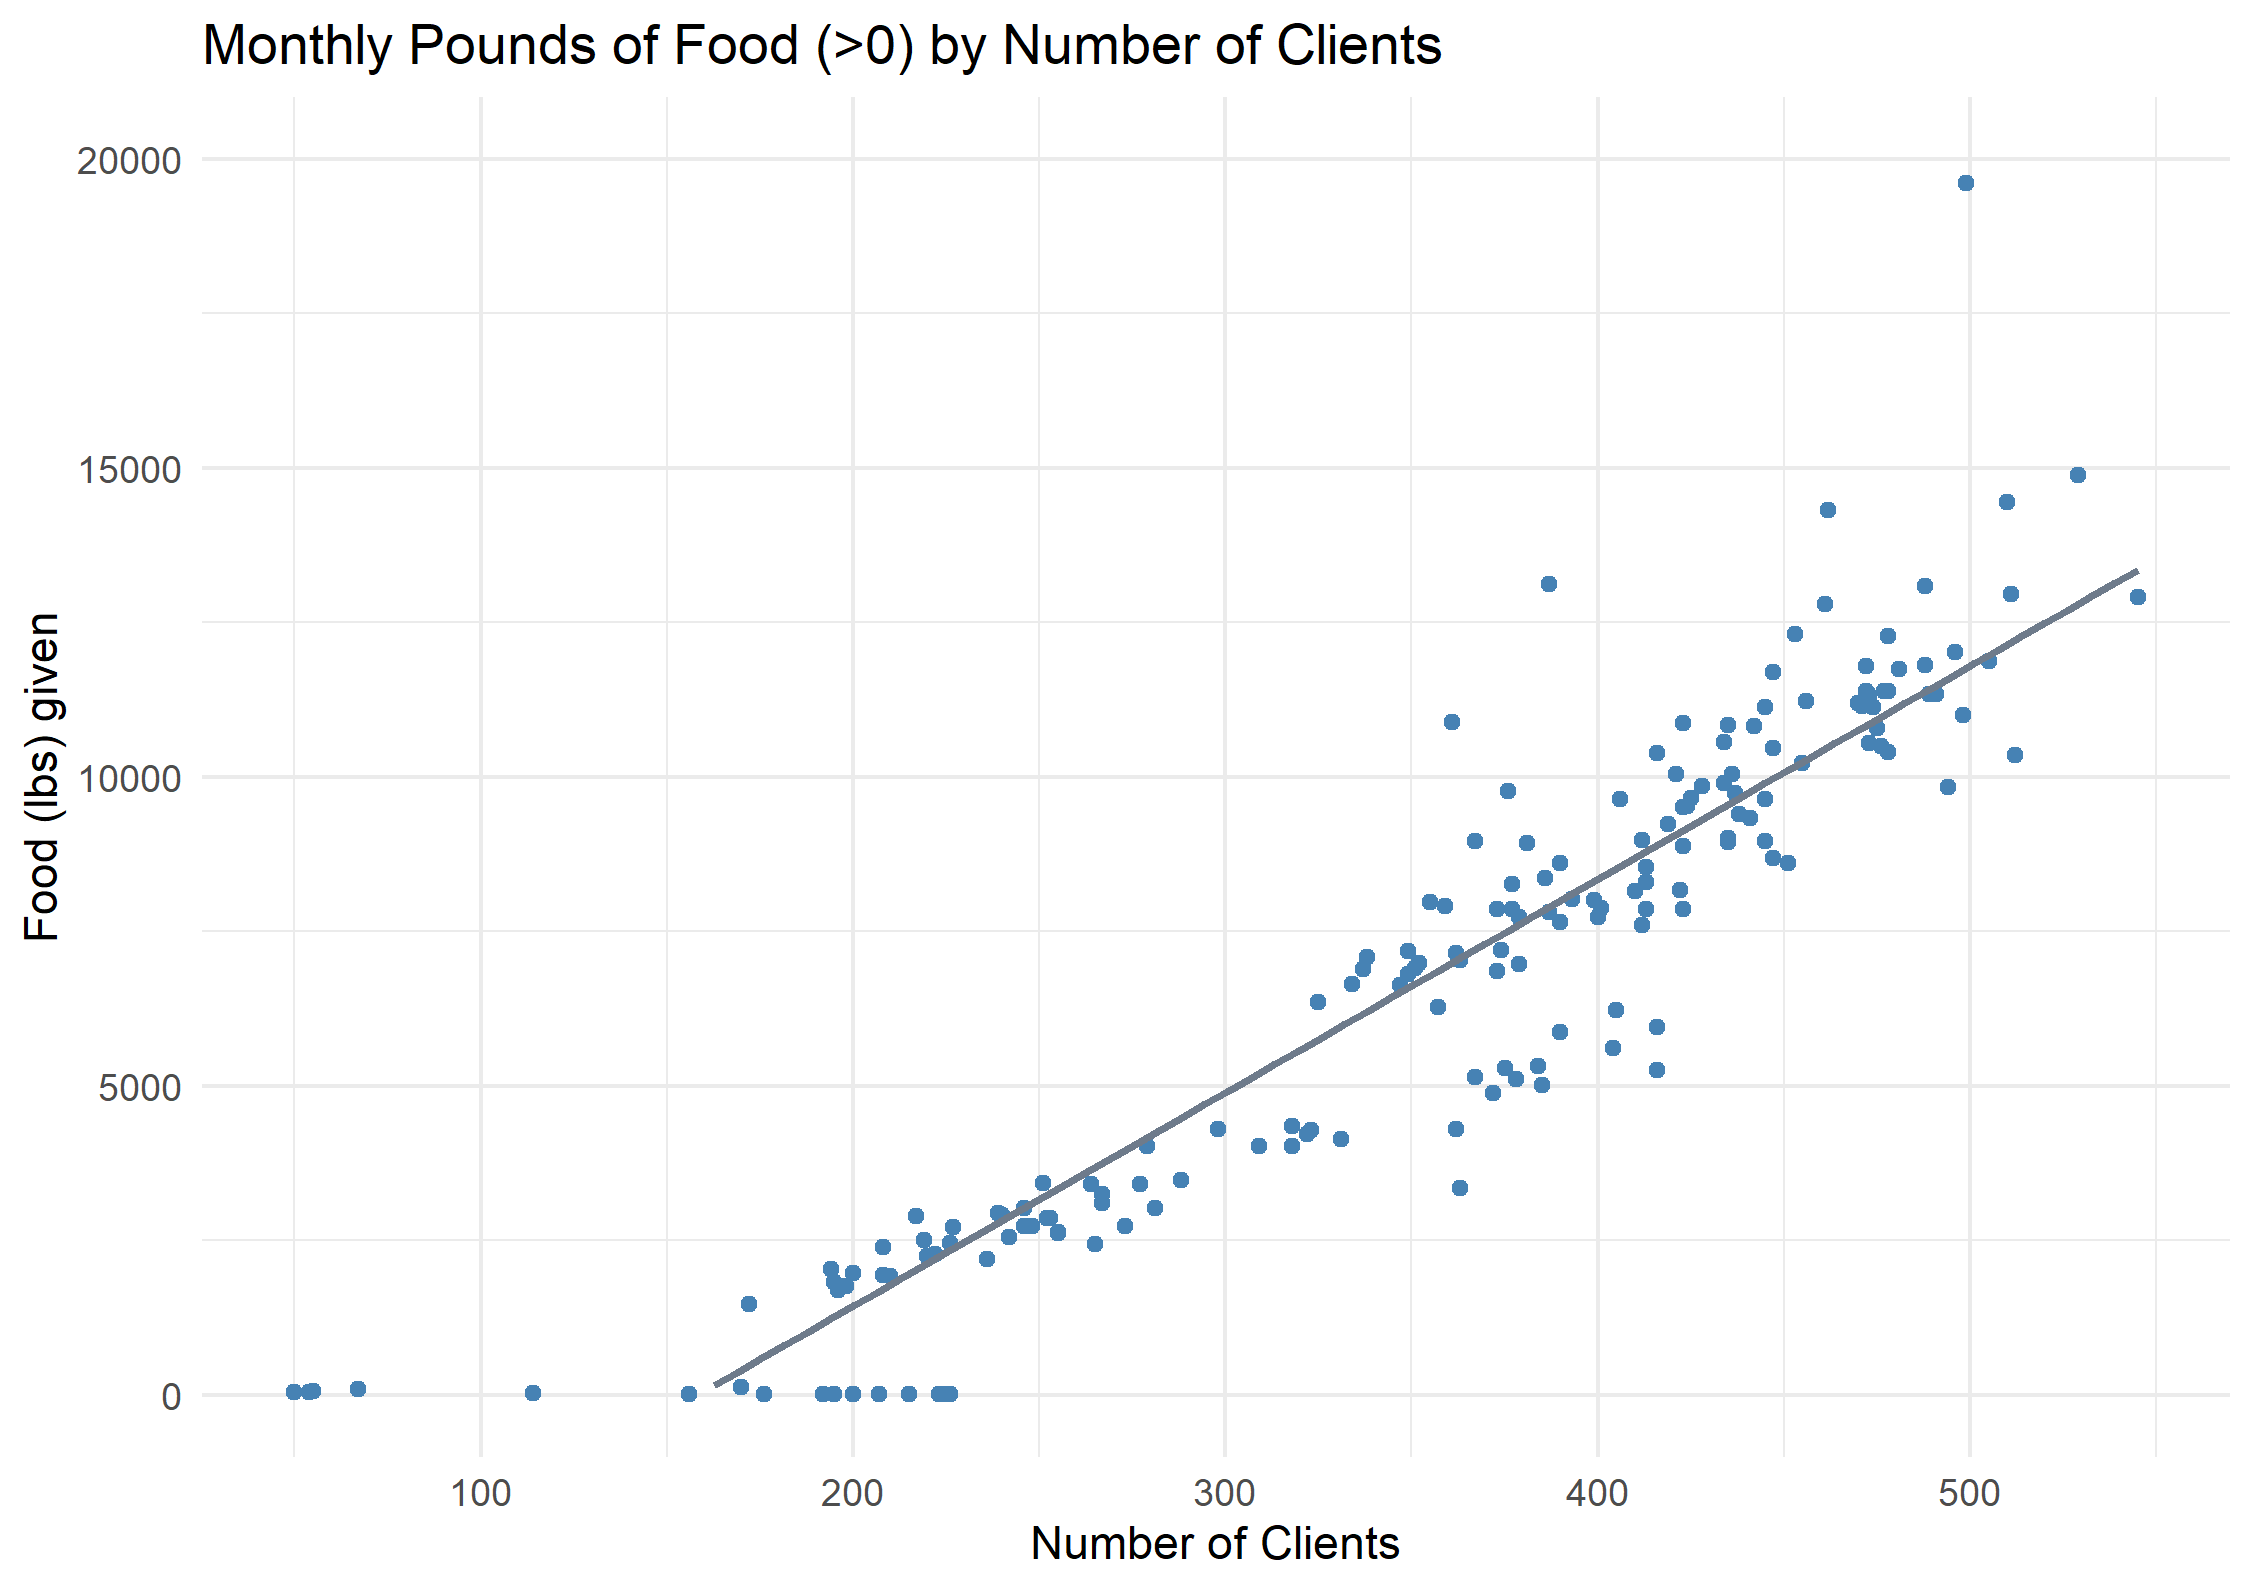 Monthly Pounds of Food (>0) by Number of Clients
20000
15000
10000
5000
0
Food (lbs) given
100 200 300 400 500
Number of Clients